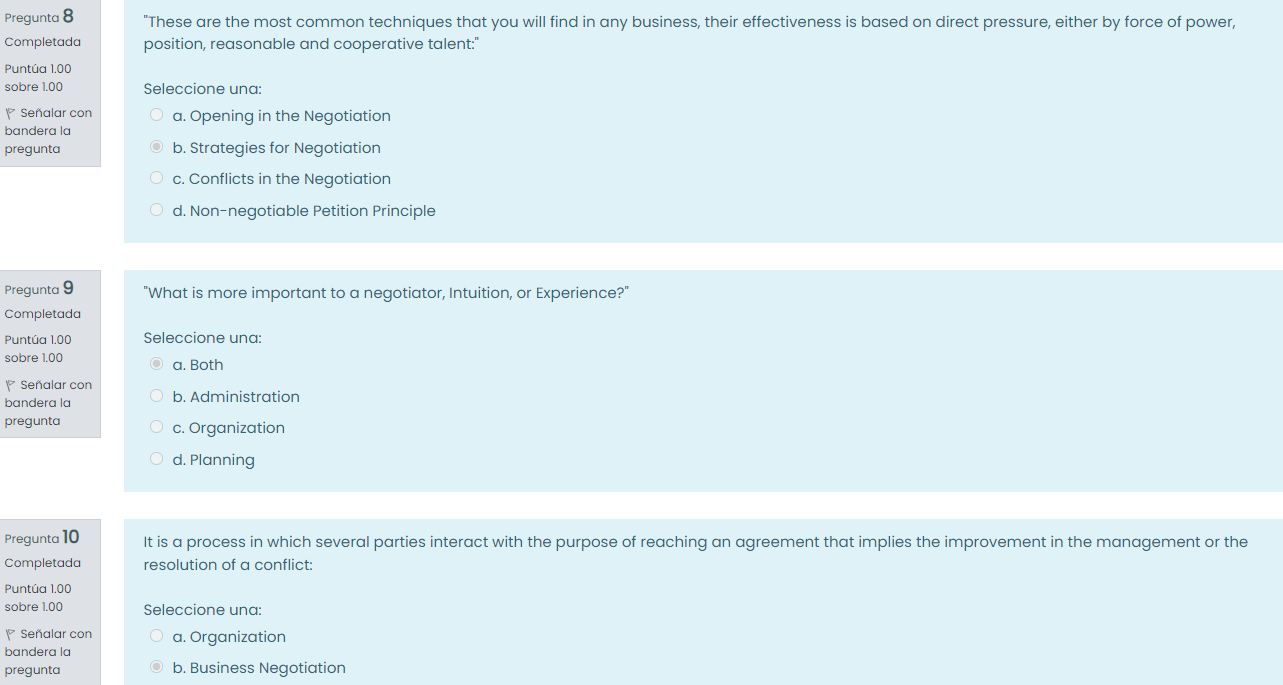 Pregunta 8
Completada
Puntúa 1.00
sobre 1.00
Señalar con
bandera la
pregunta
"These are the most common techniques that you will find in any business, their effectiveness is based on direct pressure, either by force of power,
position, reasonable and cooperative talent:"
Seleccione una:
a. Opening in the Negotiation
b. Strategies for Negotiation
c. Conflicts in the Negotiation
d. Non-negotiable Petition Principle
Pregunta 9
Completada
Puntúa 1.00
sobre 1.00
Señalar con
bandera la
pregunta
"What is more important to a negotiator, Intuition, or Experience?"
Seleccione una:
a. Both
b. Administration
c. Organization
d. Planning
Pregunta 10
Completada
Puntúa 1.00
sobre 1.00
Señalar con
bandera la
pregunta
It is a process in which several parties interact with the purpose of reaching an agreement that implies the improvement in the management or the
resolution of a conflict:
Seleccione una:
a. Organization
b. Business Negotiation